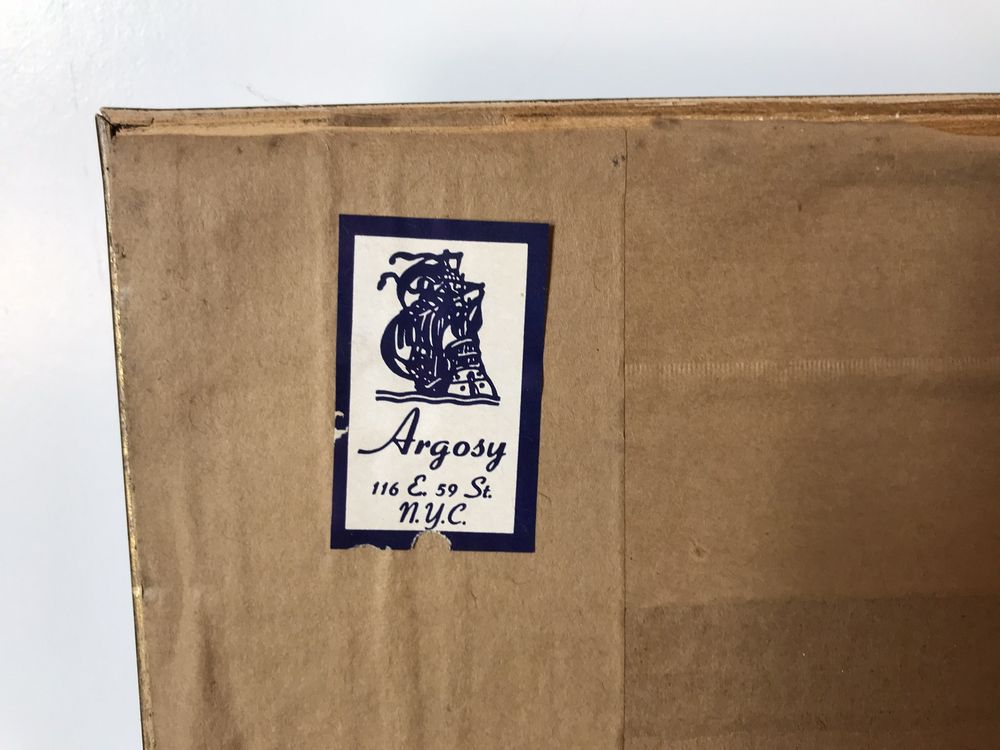 Argosy
116 E. 59 St.
N.Y.C.